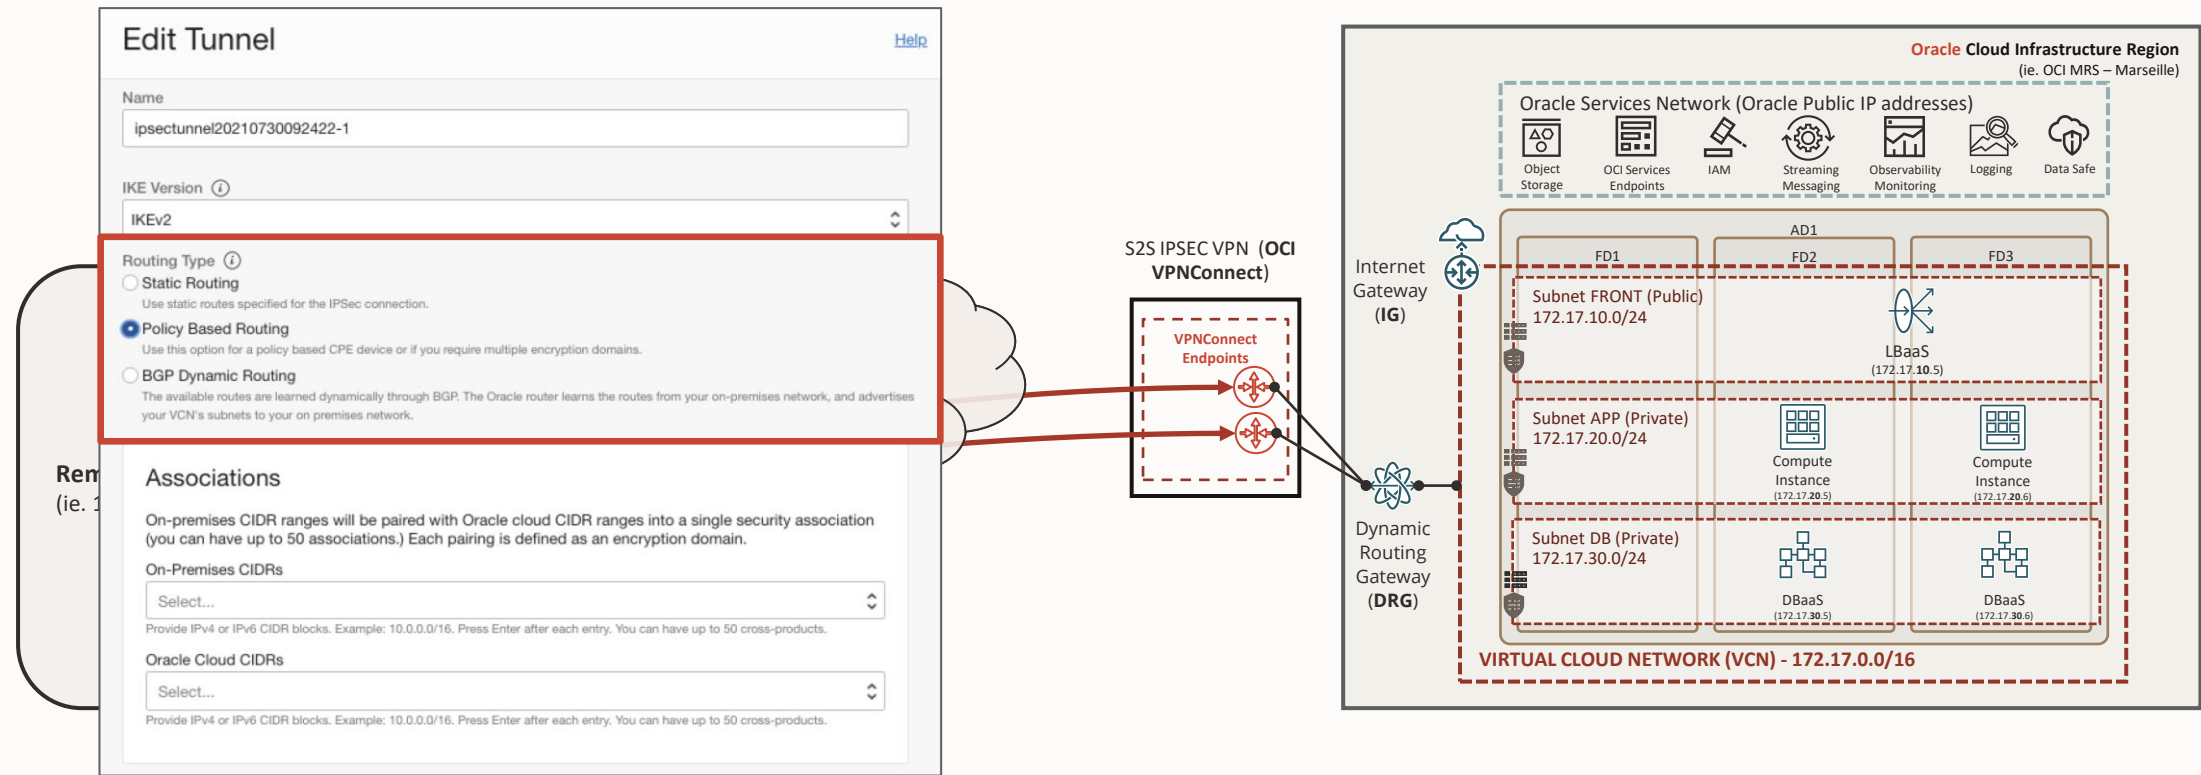 Edit Tunnel
Help
Name
ipsectunnel20210730092422-1
IKE Version
IKEv2
Routing Type
Static Routing
Use static routes specified for the IPSec connection.
Policy Based Routing
Use this option for a policy based CPE device or if you require multiple encryption domains.
BGP Dynamic Routing
The available routes are learned dynamically through BGP. The Oracle router learns the routes from your on-premises network, and advertises
your VCN's subnets to your on premises network.
Associations
On-premises CIDR ranges will be paired with Oracle cloud CIDR ranges into a single security association
(you can have up to 50 associations.) Each pairing is defined as an encryption domain.
On-Premises CIDRs
Select...
Provide IPv4 or IPv6 CIDR blocks. Example: 10.0.0.0/16. Press Enter after each entry. You can have up to 50 cross-products.
Oracle Cloud CIDRs
Select...
Provide IPv4 or IPv6 CIDR blocks. Example: 10.0.0.0/16. Press Enter after each entry. You can have up to 50 cross-products.
(ie.
S2S IPSEC VPN (OCI
VPNConnect)
VPNConnect
Endpoints
Oracle Cloud Infrastructure Region
(ie. OCI MRS – Marseille)
Oracle Services Network (Oracle Public IP addresses)
Object
Storage
OCI Services
Endpoints
IAM
Streaming
Messaging
Observability
Monitoring
Logging
Data Safe
Internet
Gateway
(IG)
AD1
FD1
FD2
FD3
Subnet FRONT (Public)
172.17.10.0/24
LBaaS
(172.17.10.5)
Subnet APP (Private)
172.17.20.0/24
Compute
Instance
(172.17.20.5)
Compute
Instance
(172.17.20.6)
Dynamic
Routing
Gateway
(DRG)
Subnet DB (Private)
172.17.30.0/24
DBaaS
(172.17.30.5)
DBaaS
(172.17.30.6)
VIRTUAL CLOUD NETWORK (VCN) - 172.17.0.0/16